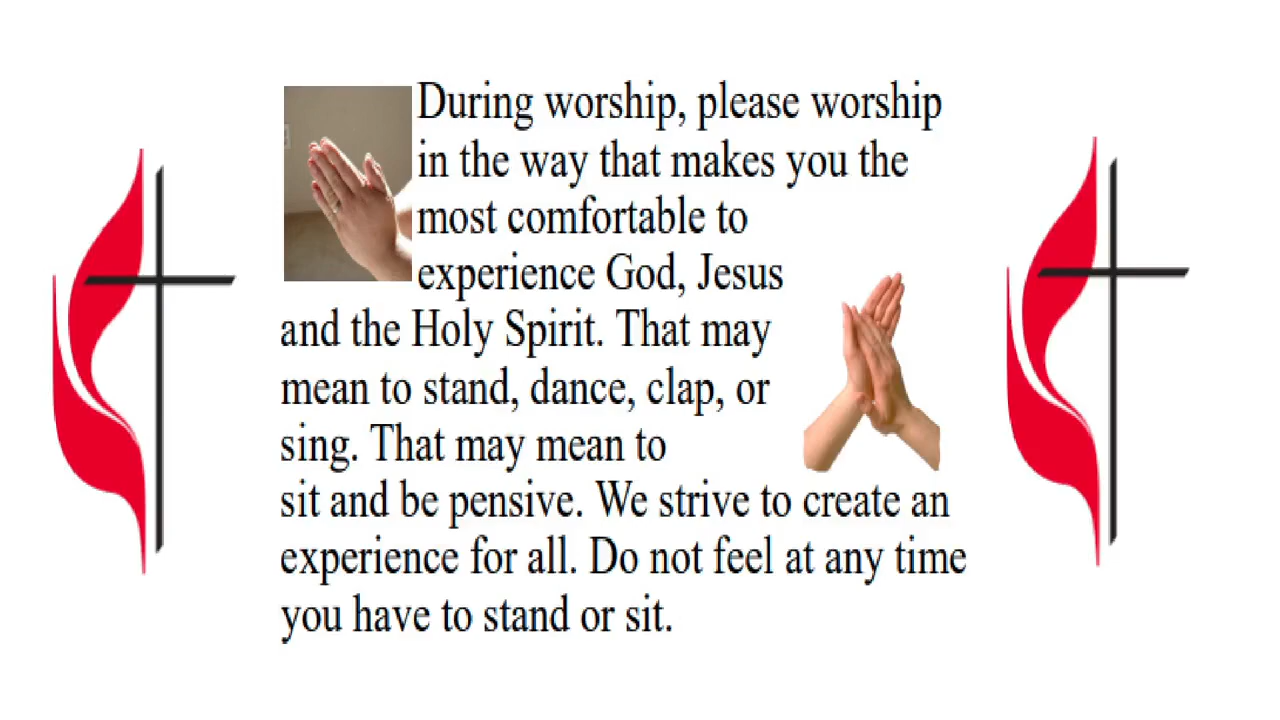 During worship, please worship
in the way that makes you the
most comfortable to
experience God, Jesus
and the Holy Spirit. That may
mean to stand, dance, clap, or
sing. That may mean to
sit and be pensive. We strive to create an
experience for all. Do not feel at any time
you have to stand or sit.